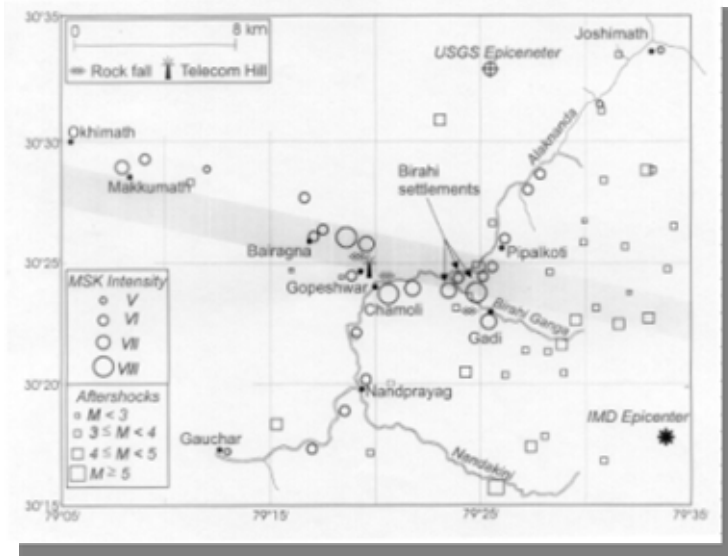 30°35'
0 8 km
Rock fall Telecom Hill
USGS Epiceneter
Joshimath
Okhimath
30°30'
Makkumath
Alaknanda
Birahi
settlements
Bairagna
Pipalkoti
30°25'
Gopeshwar
Chamoli
Birahi Ganga
Gadi
MSK Intensity
V
VI
VII
VIII
30°20'
Aftershocks
M < 3
3 ≤ M < 4
4 ≤ M < 5
M ≥ 5
Nandprayag
IMD Epicenter
Gauchar
Nandakini
30°15'
79°05' 79°15' 79°25' 79°35'